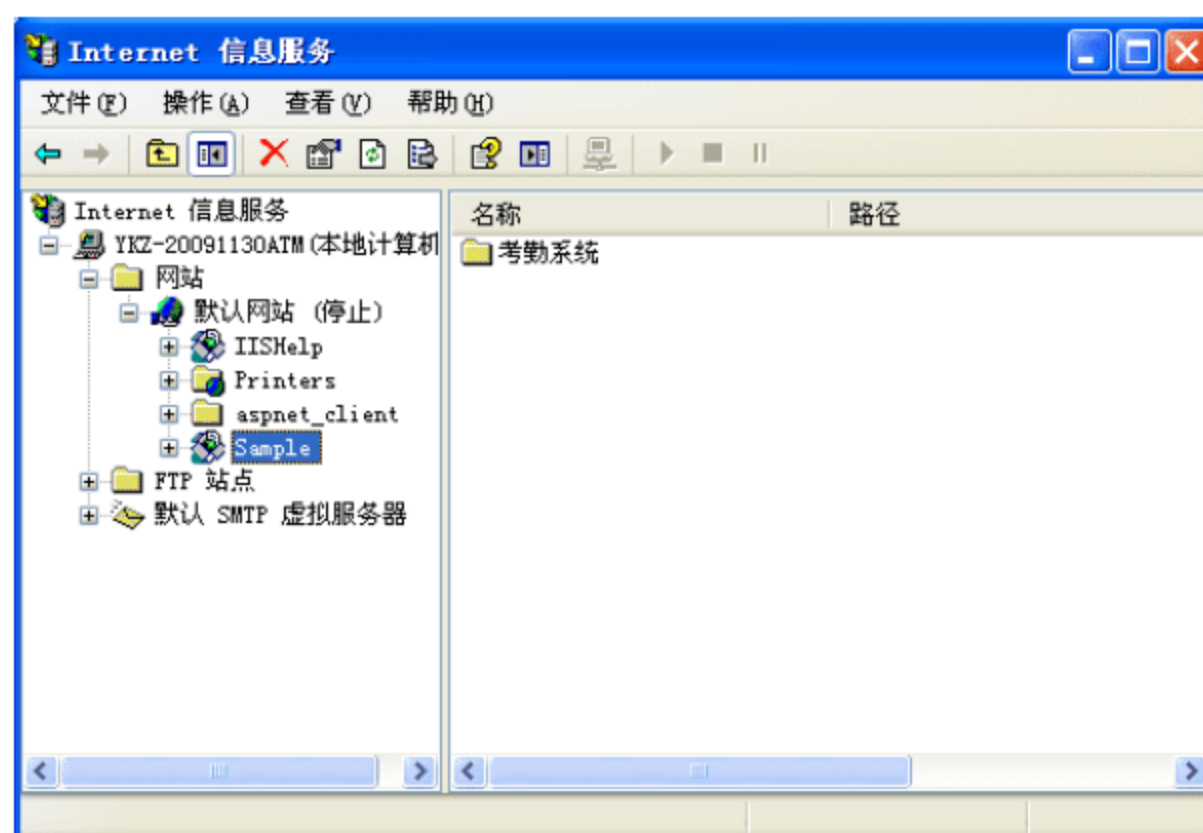 Internet 信息服务
文件(F) 操作(A) 查看(V) 帮助(H)
Internet 信息服务
YKZ-20091130ATM(本地计算机
网站
默认网站 (停止)
IISHelp
Printers
aspnet_client
Sample
FTP 站点
默认 SMTP 虚拟服务器
名称 路径
考勤系统